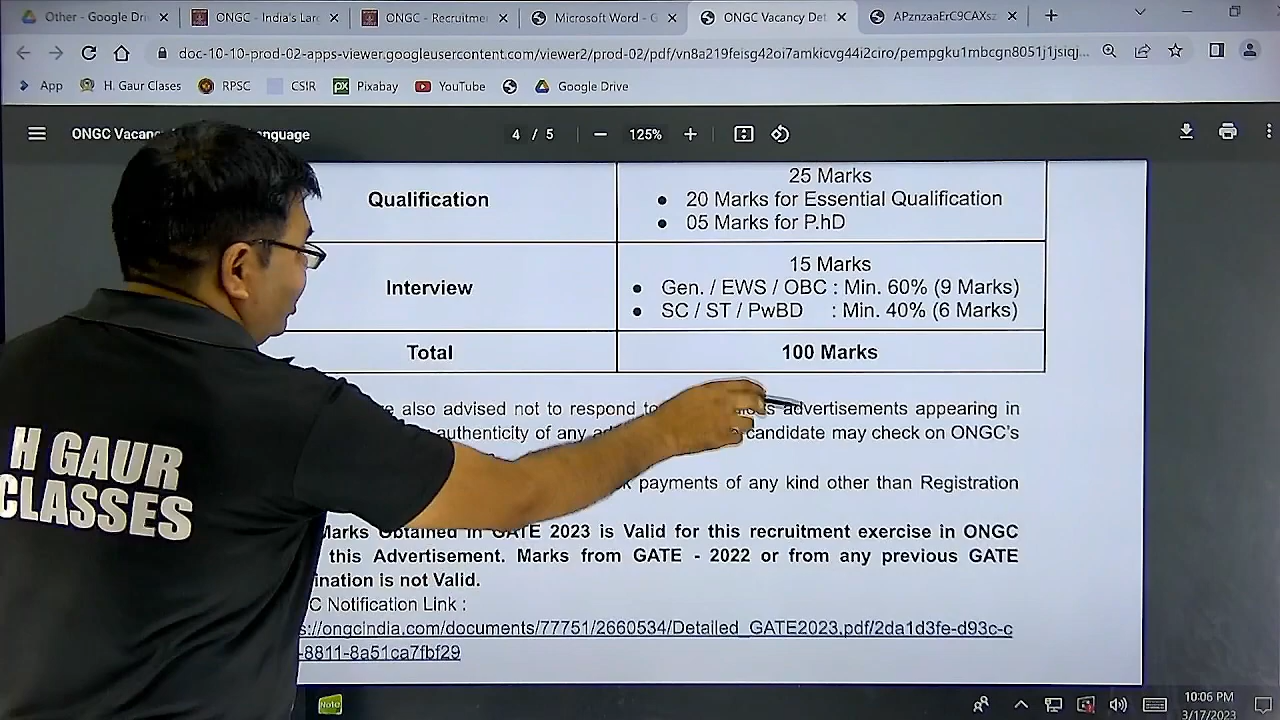 Other - Google Dri
ONGC - India's Larg
ONGC - Recruitmer
Microsoft Word - G
ONGC Vacancy Det
APznzaaErC9CAXsz
doc-10-10-prod-02-apps-viewer.googleusercontent.com/viewer2/prod-02/pdf/vn8a219feisg42oi7amkicvg44i2ciro/pempgku1mbcgn8051j1jsiqj...
App
H. Gaur Clases
RPSC
CSIR
px Pixabay
YouTube
Google Drive
ONGC Vacan nguage
4 / 5
125%
Qualification
25 Marks
• 20 Marks for Essential Qualification
• 05 Marks for P.hD
Interview
15 Marks
• Gen. / EWS / OBC : Min. 60% (9 Marks)
• SC / ST / PwBD : Min. 40% (6 Marks)
Total
100 Marks
also advised not to respond to advertisements appearing in
authenticity of any candidate may check on ONGC's
payments of any kind other than Registration
Marks Obtained in GATE 2023 is Valid for this recruitment exercise in ONGC
this Advertisement. Marks from GATE - 2022 or from any previous GATE
ination is not Valid.
C Notification Link :
s://ongcindia.com/documents/77751/2660534/Detailed_GATE2023.pdf/2da1d3fe-d93c-c
-8811-8a51ca7fbf29
H GAUR
CLASSES
Note
10:06 PM
3/17/2023